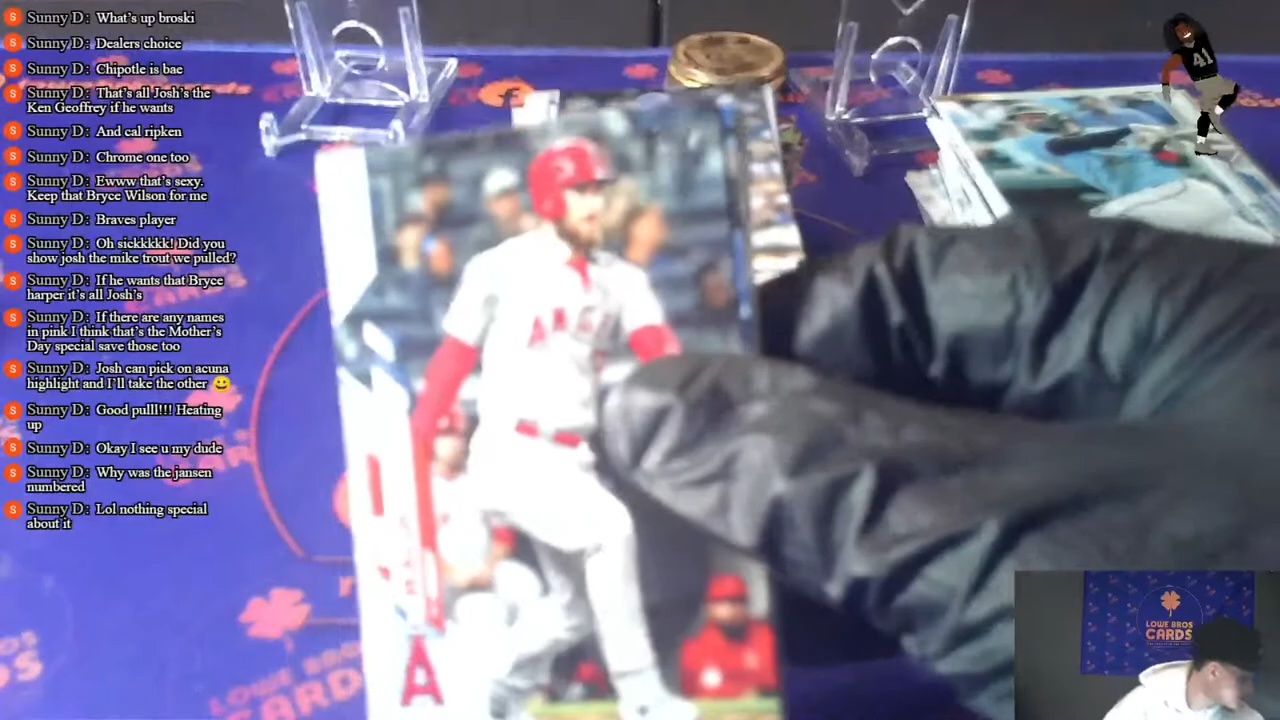 Sunny D: What's up broski
Sunny D: Dealers choice
Sunny D: Chipotle is bae
Sunny D: That's all Josh's the
Ken Geoffrey if he wants
Sunny D: And cal ripken
Sunny D: Chrome one too
Sunny D: Ewww that's sexy.
Keep that Bryce Wilson for me
Sunny D: Braves player
Sunny D: Oh sickkkkk! Did you
show josh the mike trout we pulled?
Sunny D: If he wants that Bryce
harper it's all Josh's
Sunny D: If there are any names
in pink I think that's the Mother's
Day special save those too
Sunny D: Josh can pick on acuna
highlight and I'll take the other 😀
Sunny D: Good pulll!!! Heating
up
Sunny D: Okay I see u my dude
Sunny D: Why was the jansen
numbered
Sunny D: Lol nothing special
about it
41
A
LOWE BROS
CARDS
LOWE BROS
CARDS